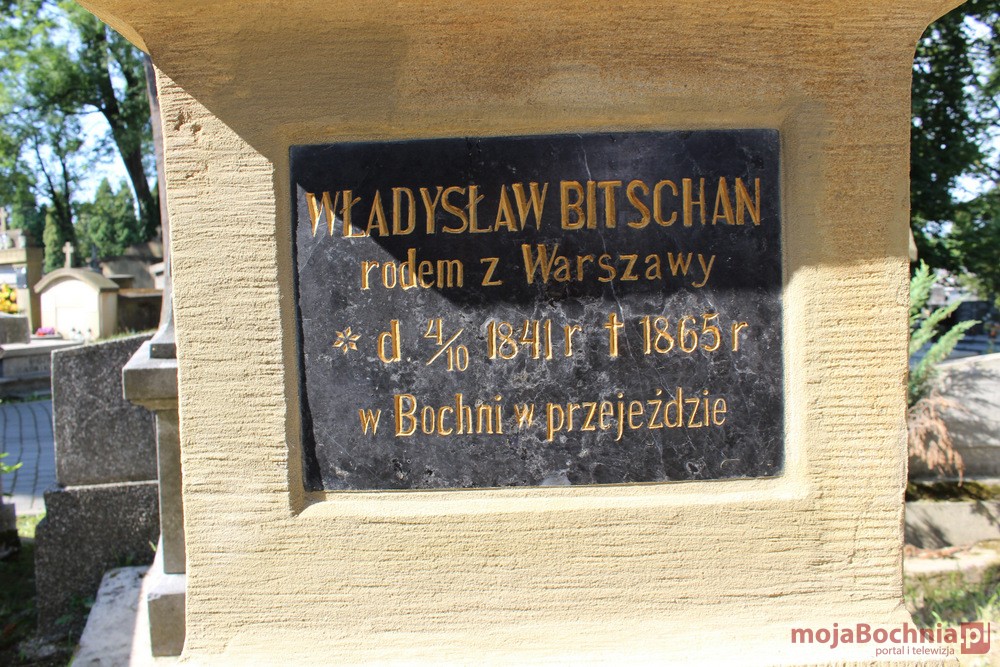 WŁADYSŁAW BITSCHAN
rodem z Warszawy
* d. 4/10 1841 r † 1865 r
w Bochni w przejeździe
mojaBochnia.pl
portal i telewizja